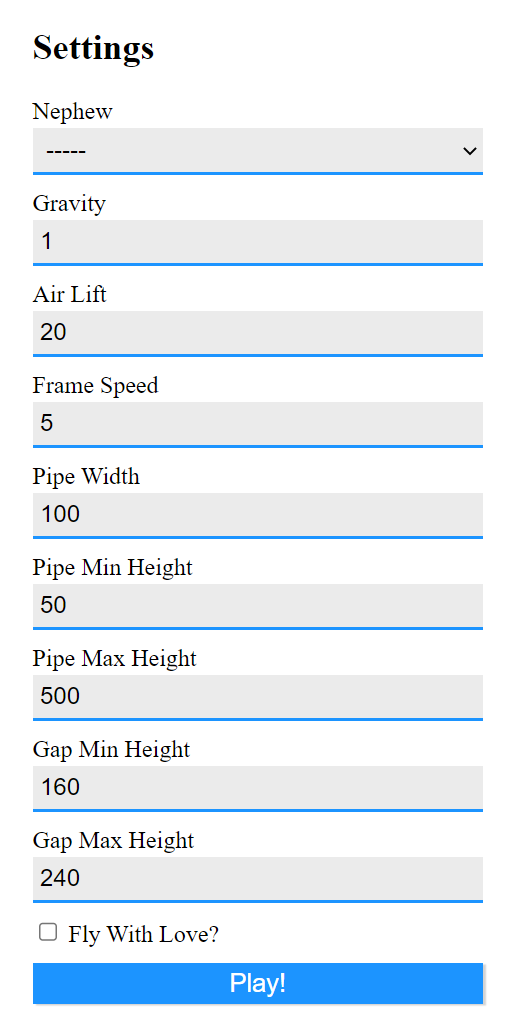 Settings
Nephew
-----
Gravity
1
Air Lift
20
Frame Speed
5
Pipe Width
100
Pipe Min Height
50
Pipe Max Height
500
Gap Min Height
160
Gap Max Height
240
Fly With Love?
Play!